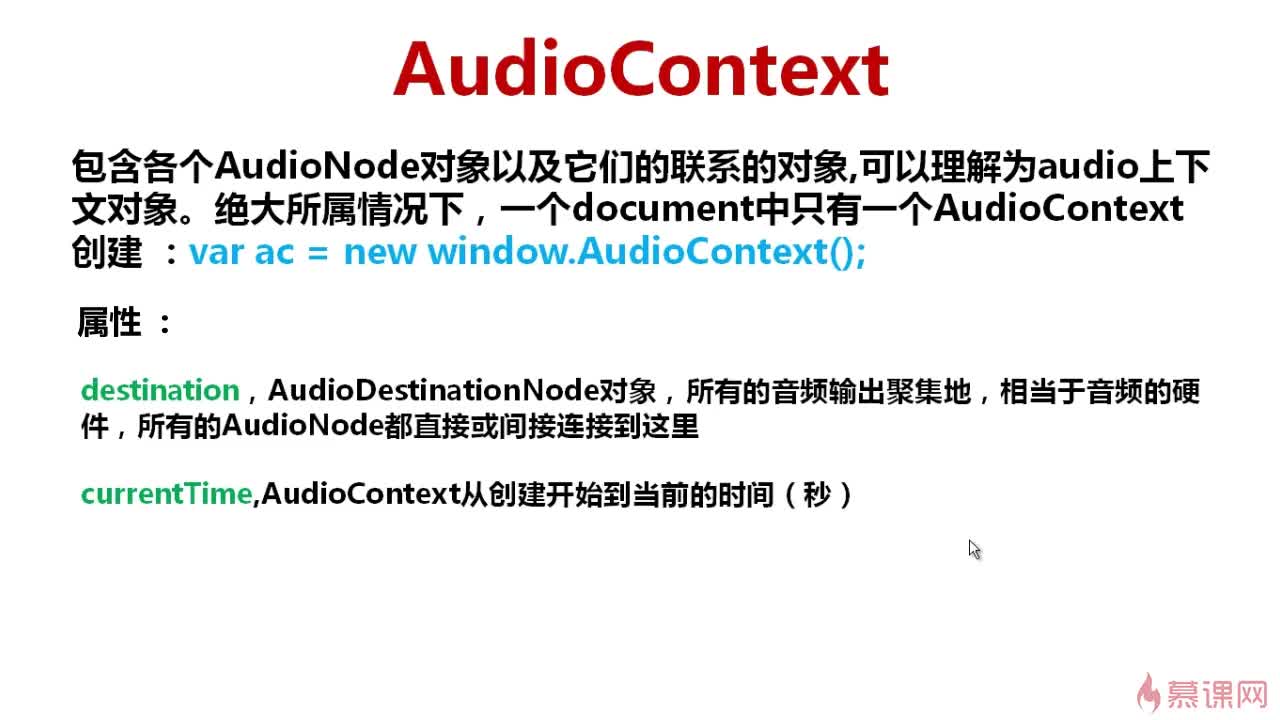 AudioContext
包含各个AudioNode对象以及它们的联系的对象,可以理解为audio上下
文对象。绝大所属情况下，一个document中只有一个AudioContext
创建 ：var ac = new window.AudioContext();
属性 ：
destination，AudioDestinationNode对象，所有的音频输出聚集地，相当于音频的硬
件，所有的AudioNode都直接或间接连接到这里
currentTime,AudioContext从创建开始到当前的时间（秒）
慕课网